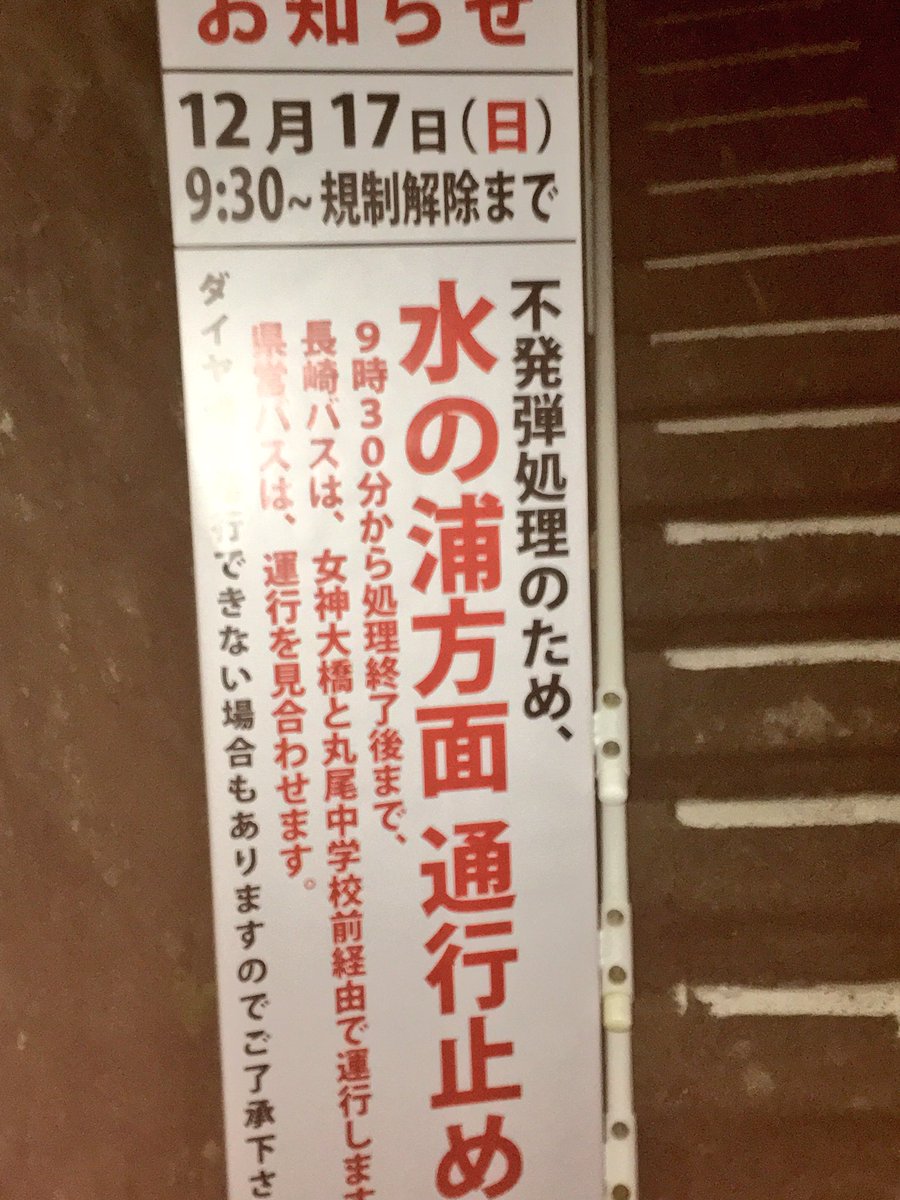 お知らせ
12月17日(日)
9:30~規制解除まで
不発弾処理のため、
水の浦方面 通行止め
9時30分から処理終了後まで、
長崎バスは、女神大橋と丸尾中学校前経由で運行します
県営バスは、運行を見合わせます。
ダイヤ 行できない場合もありますのでご了承下さ